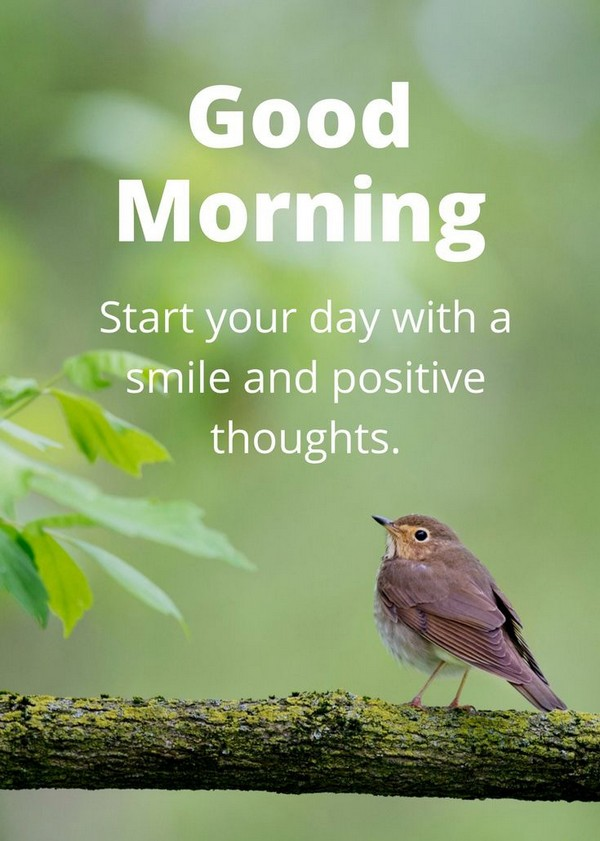 Good
Morning
Start your day with a
smile and positive
thoughts.